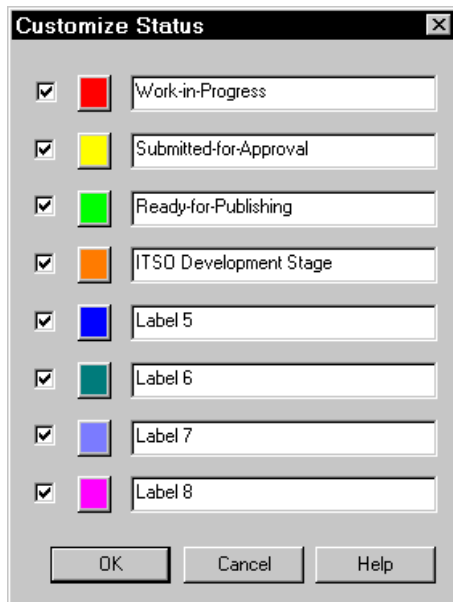 Customize Status
Work-in-Progress
Submitted-for-Approval
Ready-for-Publishing
ITSO Development Stage
Label 5
Label 6
Label 7
Label 8
OK Cancel Help